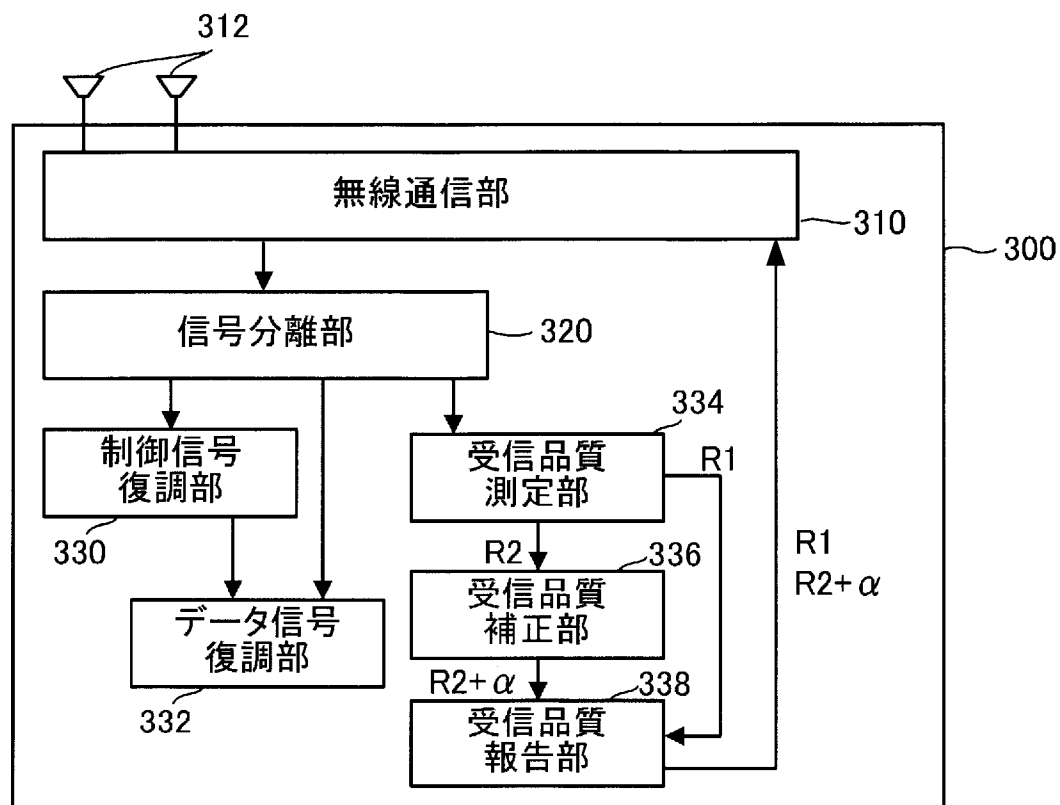 312
無線通信部
310
300
信号分離部
320
334
制御信号
復調部
受信品質
測定部
R1
330
R2
336
R1
R2+α
受信品質
補正部
データ信号
復調部
R2+α
338
332
受信品質
報告部